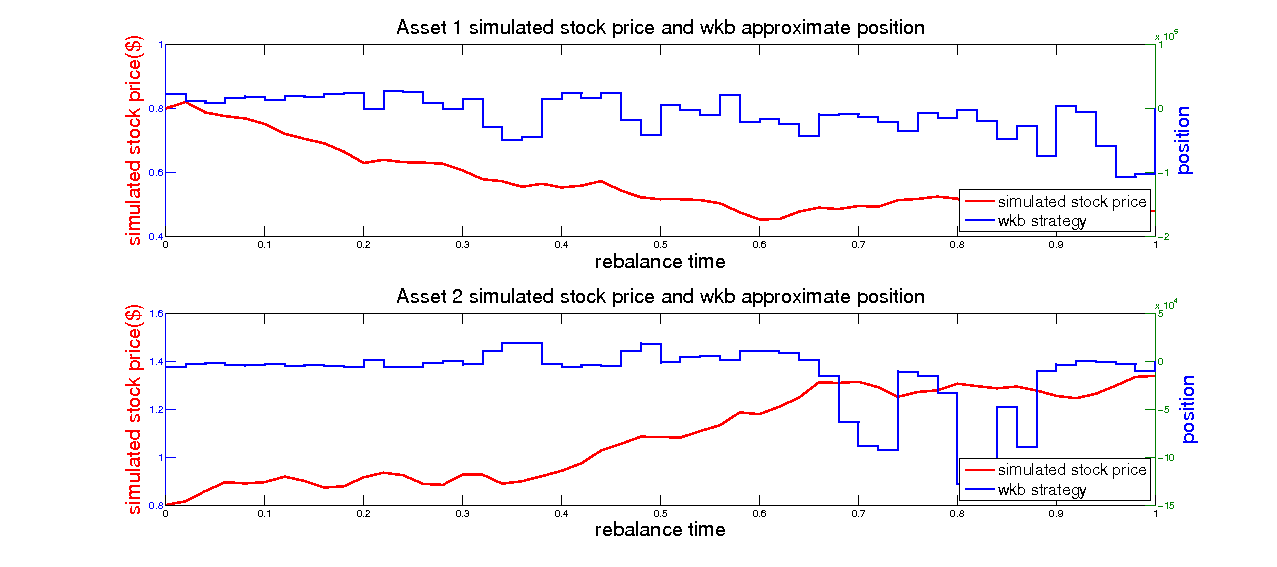 Asset 1 simulated stock price and wkb approximate position
x 10^5
1 1
0.8 0
0.6 -1
0.4 -2
simulated stock price($)
position
simulated stock price
wkb strategy
0 0.1 0.2 0.3 0.4 0.5 0.6 0.7 0.8 0.9 1
rebalance time
Asset 2 simulated stock price and wkb approximate position
x 10^4
1.6 5
1.4 0
1.2 -5
1 -10
0.8 -15
simulated stock price($)
position
simulated stock price
wkb strategy
0 0.1 0.2 0.3 0.4 0.5 0.6 0.7 0.8 0.9 1
rebalance time